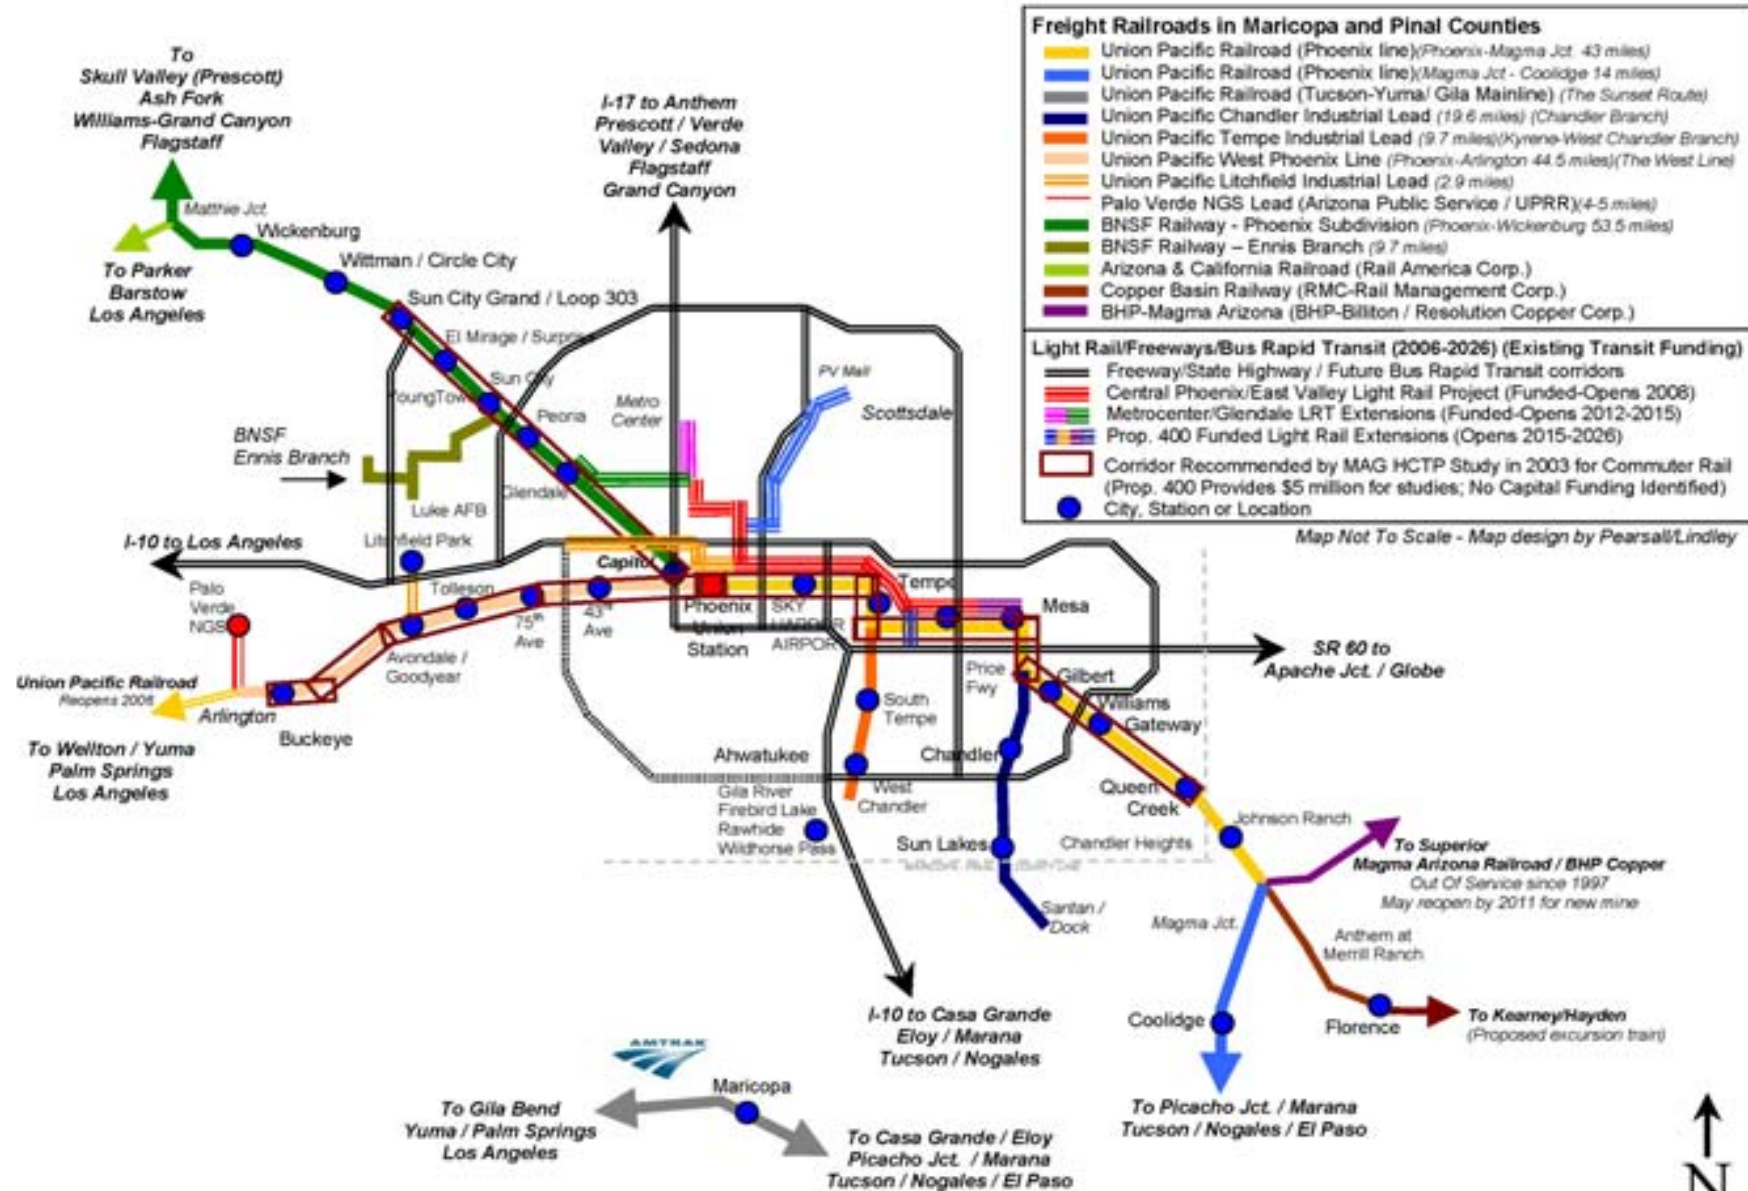 Freight Railroads in Maricopa and Pinal Counties
Union Pacific Railroad (Phoenix line)(Phoenix-Magma Jct. 43 miles)
Union Pacific Railroad (Phoenix line)(Magma Jct - Coolidge 14 miles)
Union Pacific Railroad (Tucson-Yuma/ Gila Mainline) (The Sunset Route)
Union Pacific Chandler Industrial Lead (19.6 miles) (Chandler Branch)
Union Pacific Tempe Industrial Lead (9.7 miles)(Kyrene-West Chandler Branch)
Union Pacific West Phoenix Line (Phoenix-Arlington 44.5 miles)(The West Line)
Union Pacific Litchfield Industrial Lead (2.9 miles)
Palo Verde NGS Lead (Arizona Public Service / UPRR)(4-5 miles)
BNSF Railway - Phoenix Subdivision (Phoenix-Wickenburg 53.5 miles)
BNSF Railway – Ennis Branch (9.7 miles)
Arizona & California Railroad (Rail America Corp.)
Copper Basin Railway (RMC-Rail Management Corp.)
BHP-Magma Arizona (BHP-Billiton / Resolution Copper Corp.)
Light Rail/Freeways/Bus Rapid Transit (2006-2026) (Existing Transit Funding)
Freeway/State Highway / Future Bus Rapid Transit corridors
Central Phoenix/East Valley Light Rail Project (Funded-Opens 2008)
Metrocenter/Glendale LRT Extensions (Funded-Opens 2012-2015)
Prop. 400 Funded Light Rail Extensions (Opens 2015-2026)
Corridor Recommended by MAG HCTP Study in 2003 for Commuter Rail
(Prop. 400 Provides $5 million for studies; No Capital Funding Identified)
City, Station or Location
Map Not To Scale - Map design by Pearsall/Lindley
To
Skull Valley (Prescott)
Ash Fork
Williams-Grand Canyon
Flagstaff
I-17 to Anthem
Prescott / Verde
Valley / Sedona
Flagstaff
Grand Canyon
Matthie Jct.
Wickenburg
To Parker
Barstow
Los Angeles
Wittman / Circle City
Sun City Grand / Loop 303
El Mirage / Surprise
Sun City
YoungTown
Peoria
Metro
Center
PV Mall
Scottsdale
BNSF
Ennis Branch
Glendale
Luke AFB
I-10 to Los Angeles
Litchfield Park
Capitol
Palo
Verde
NGS
Tolleson
75th
Ave
43rd
Ave
Phoenix
Union
Station
SKY
HARBOR
AIRPORT
Tempe
Mesa
Avondale /
Goodyear
SR 60 to
Apache Jct. / Globe
Union Pacific Railroad
Reopens 2006
Arlington
Buckeye
Price
Fwy
Gilbert
Williams
Gateway
South
Tempe
To Wellton / Yuma
Palm Springs
Los Angeles
Ahwatukee
Chandler
West
Chandler
Queen
Creek
Gila River
Firebird Lake
Rawhide
Wildhorse Pass
Sun Lakes
Chandler Heights
Johnson Ranch
To Superior
Magma Arizona Railroad / BHP Copper
Out Of Service since 1997
May reopen by 2011 for new mine
Santan /
Dock
Magma Jct.
Anthem at
Merrill Ranch
I-10 to Casa Grande
Eloy / Marana
Tucson / Nogales
Coolidge
Florence
To Kearney/Hayden
(Proposed excursion train)
AMTRAK
Maricopa
To Gila Bend
Yuma / Palm Springs
Los Angeles
To Casa Grande / Eloy
Picacho Jct. / Marana
Tucson / Nogales / El Paso
To Picacho Jct. / Marana
Tucson / Nogales / El Paso
N